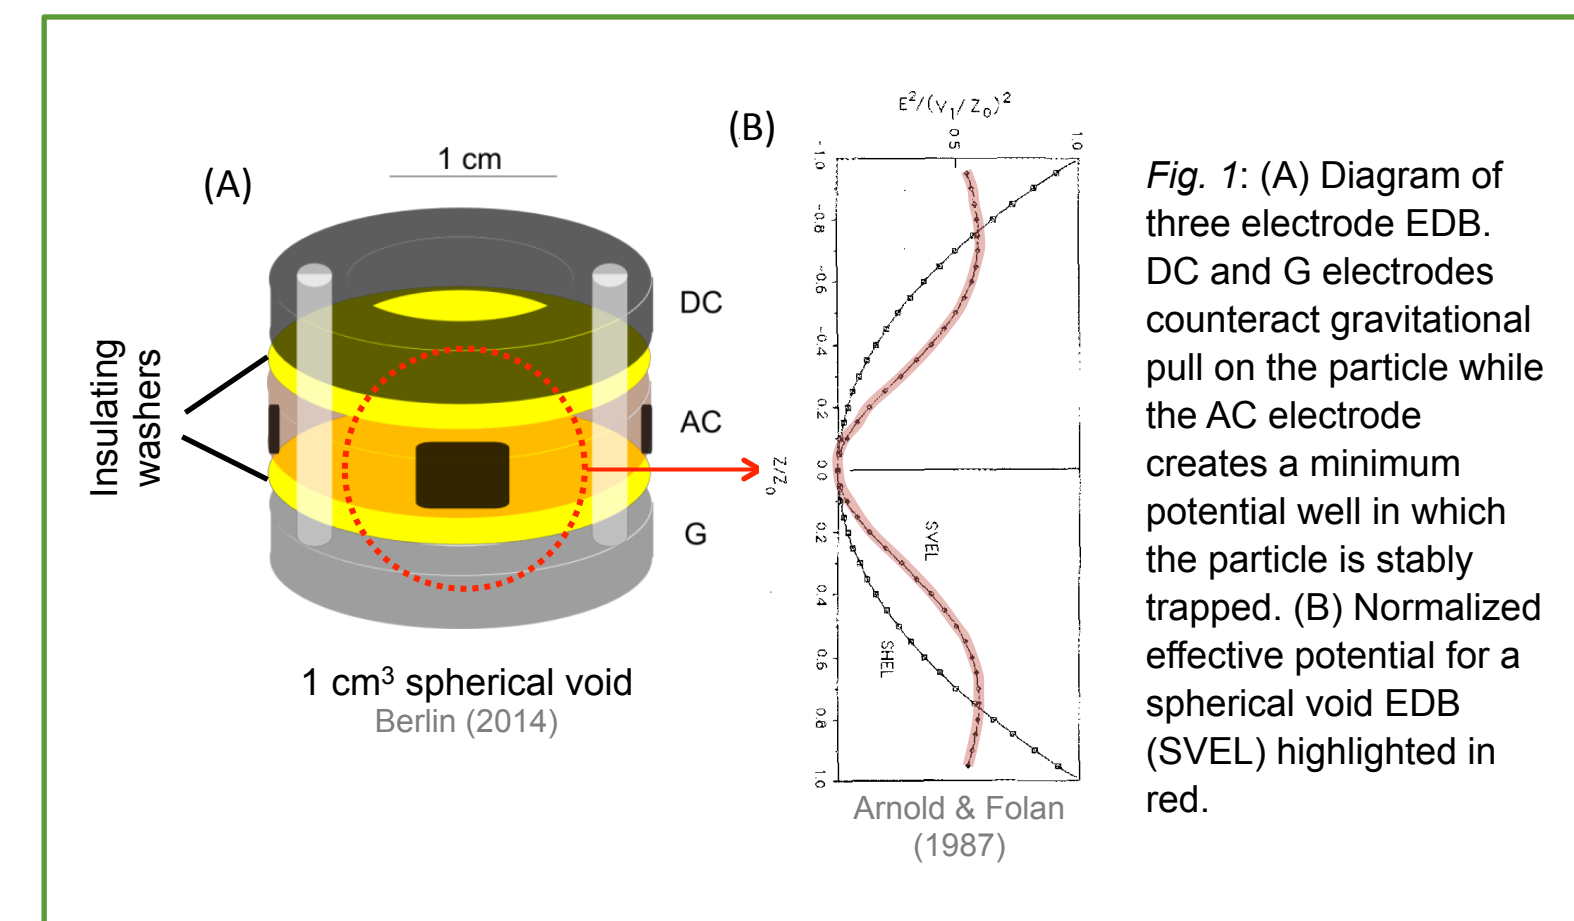 (A)
1 cm
DC
AC
G
Insulating
washers
1 cm³ spherical void
Berlin (2014)
(B)
E²/(V₁/Z₀)²
0.5
1.0
-1.0
-0.8
-0.6
-0.4
0.2
0.0
0.2
0.4
0.6
0.8
1.0
Z/Z₀
SVEL
SHEL
Arnold & Folan
(1987)
Fig. 1: (A) Diagram of
three electrode EDB.
DC and G electrodes
counteract gravitational
pull on the particle while
the AC electrode
creates a minimum
potential well in which
the particle is stably
trapped. (B) Normalized
effective potential for a
spherical void EDB
(SVEL) highlighted in
red.